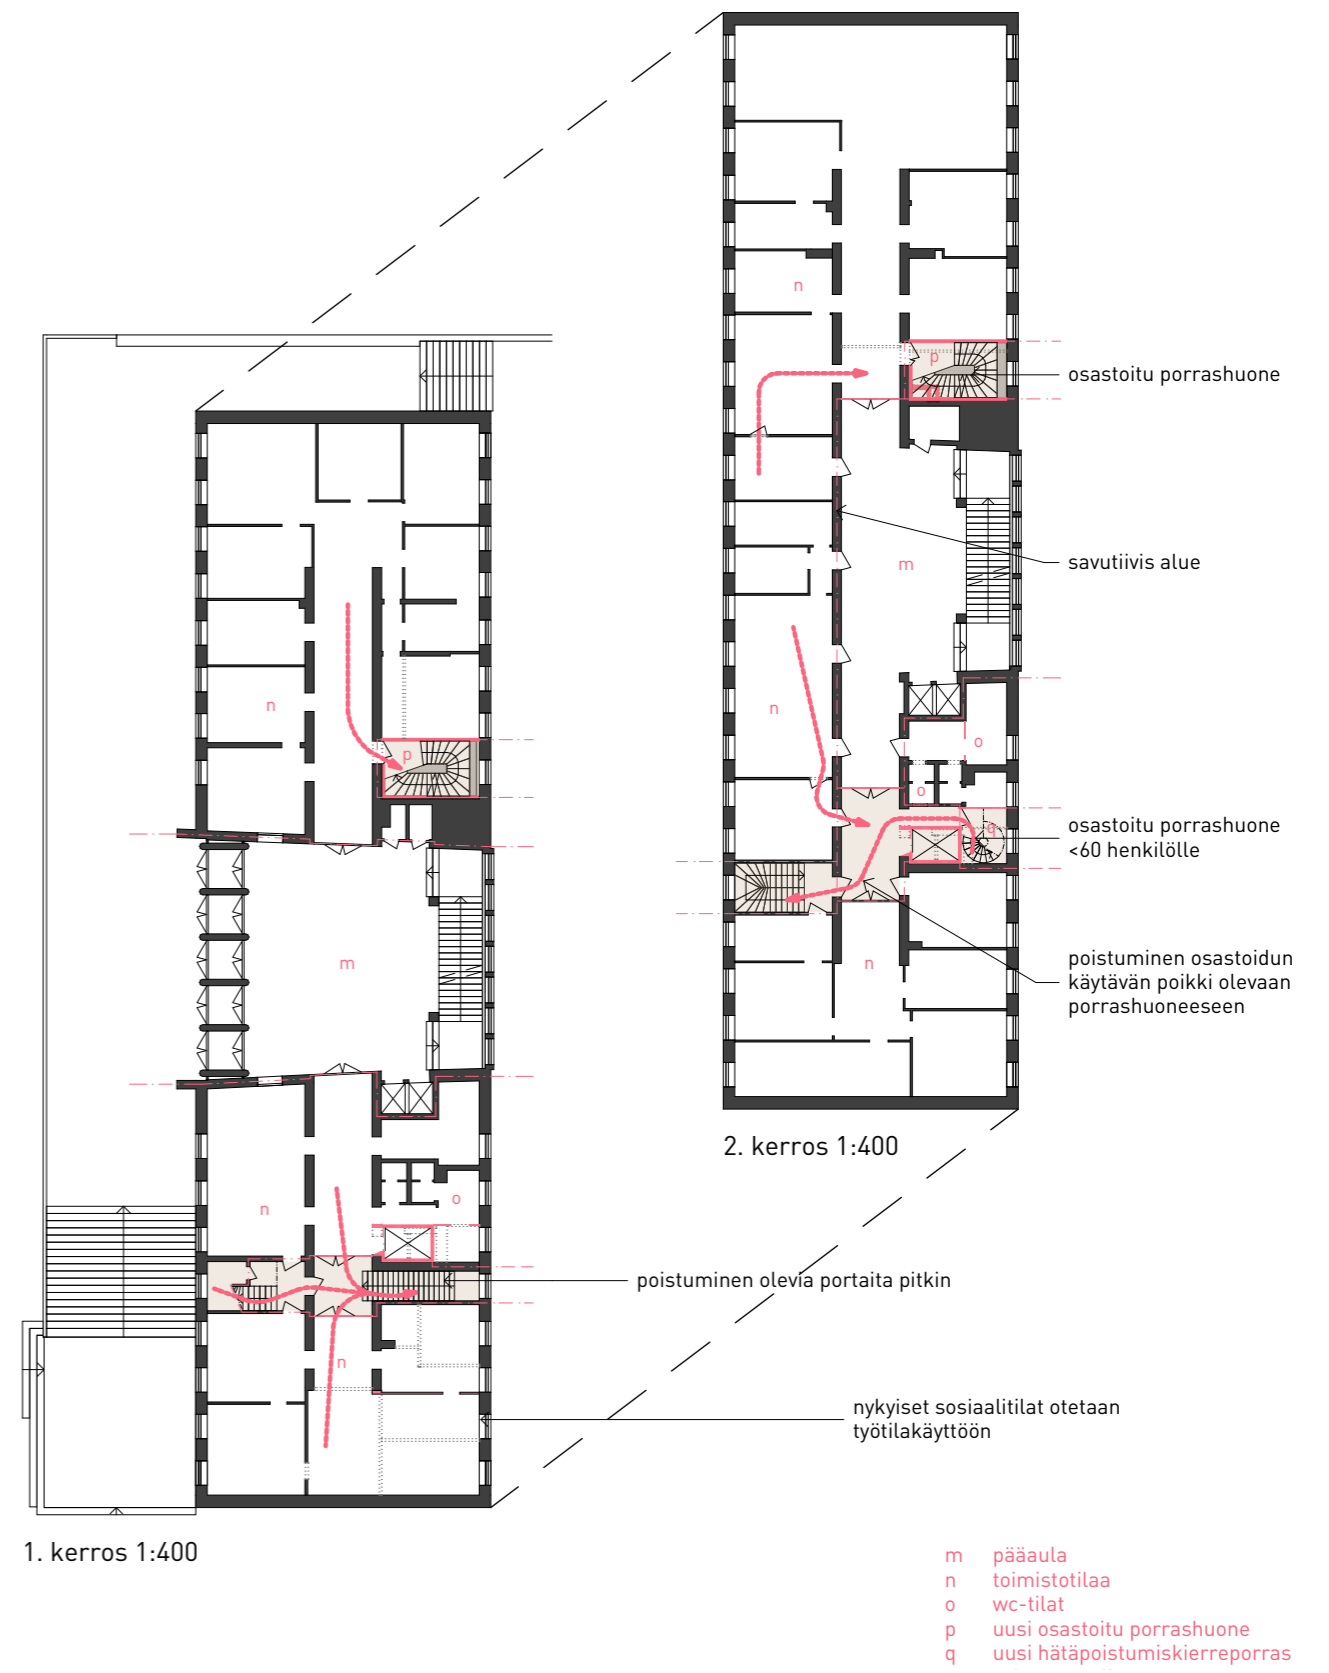 n
p
osastoitu porrashuone
savutiivis alue
m
n
o
o
q
osastoitu porrashuone
<60 henkilölle
n
poistuminen osastoidun
käytävän poikki olevaan
porrashuoneeseen
2. kerros 1:400
n
p
m
n
o
poistuminen olevia portaita pitkin
n
nykyiset sosiaalitilat otetaan
työtilakäyttöön
1. kerros 1:400
m pääaula
n toimistotilaa
o wc-tilat
p uusi osastoitu porrashuone
q uusi hätäpoistumiskierreporras